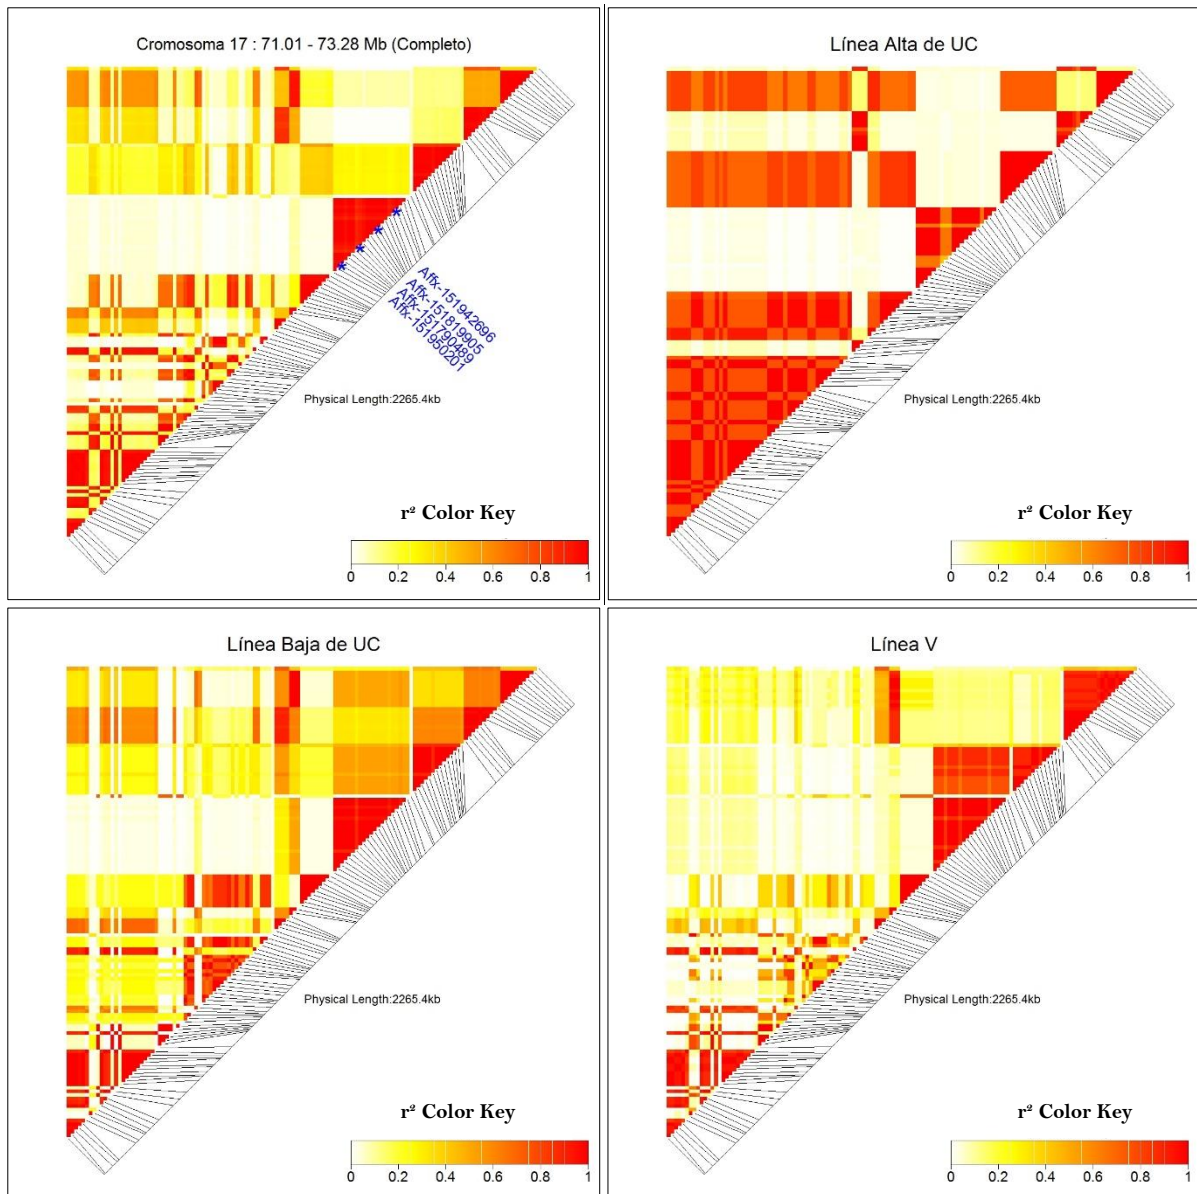 Cromosoma 17 : 71.01 - 73.28 Mb (Completo)
Affx-151942696
Affx-151819905
Affx-151790489
Affx-151950201
Physical Length:2265.4kb
r² Color Key
0 0.2 0.4 0.6 0.8 1
Línea Alta de UC
Physical Length:2265.4kb
r² Color Key
0 0.2 0.4 0.6 0.8 1
Línea Baja de UC
Physical Length:2265.4kb
r² Color Key
0 0.2 0.4 0.6 0.8 1
Línea V
Physical Length:2265.4kb
r² Color Key
0 0.2 0.4 0.6 0.8 1